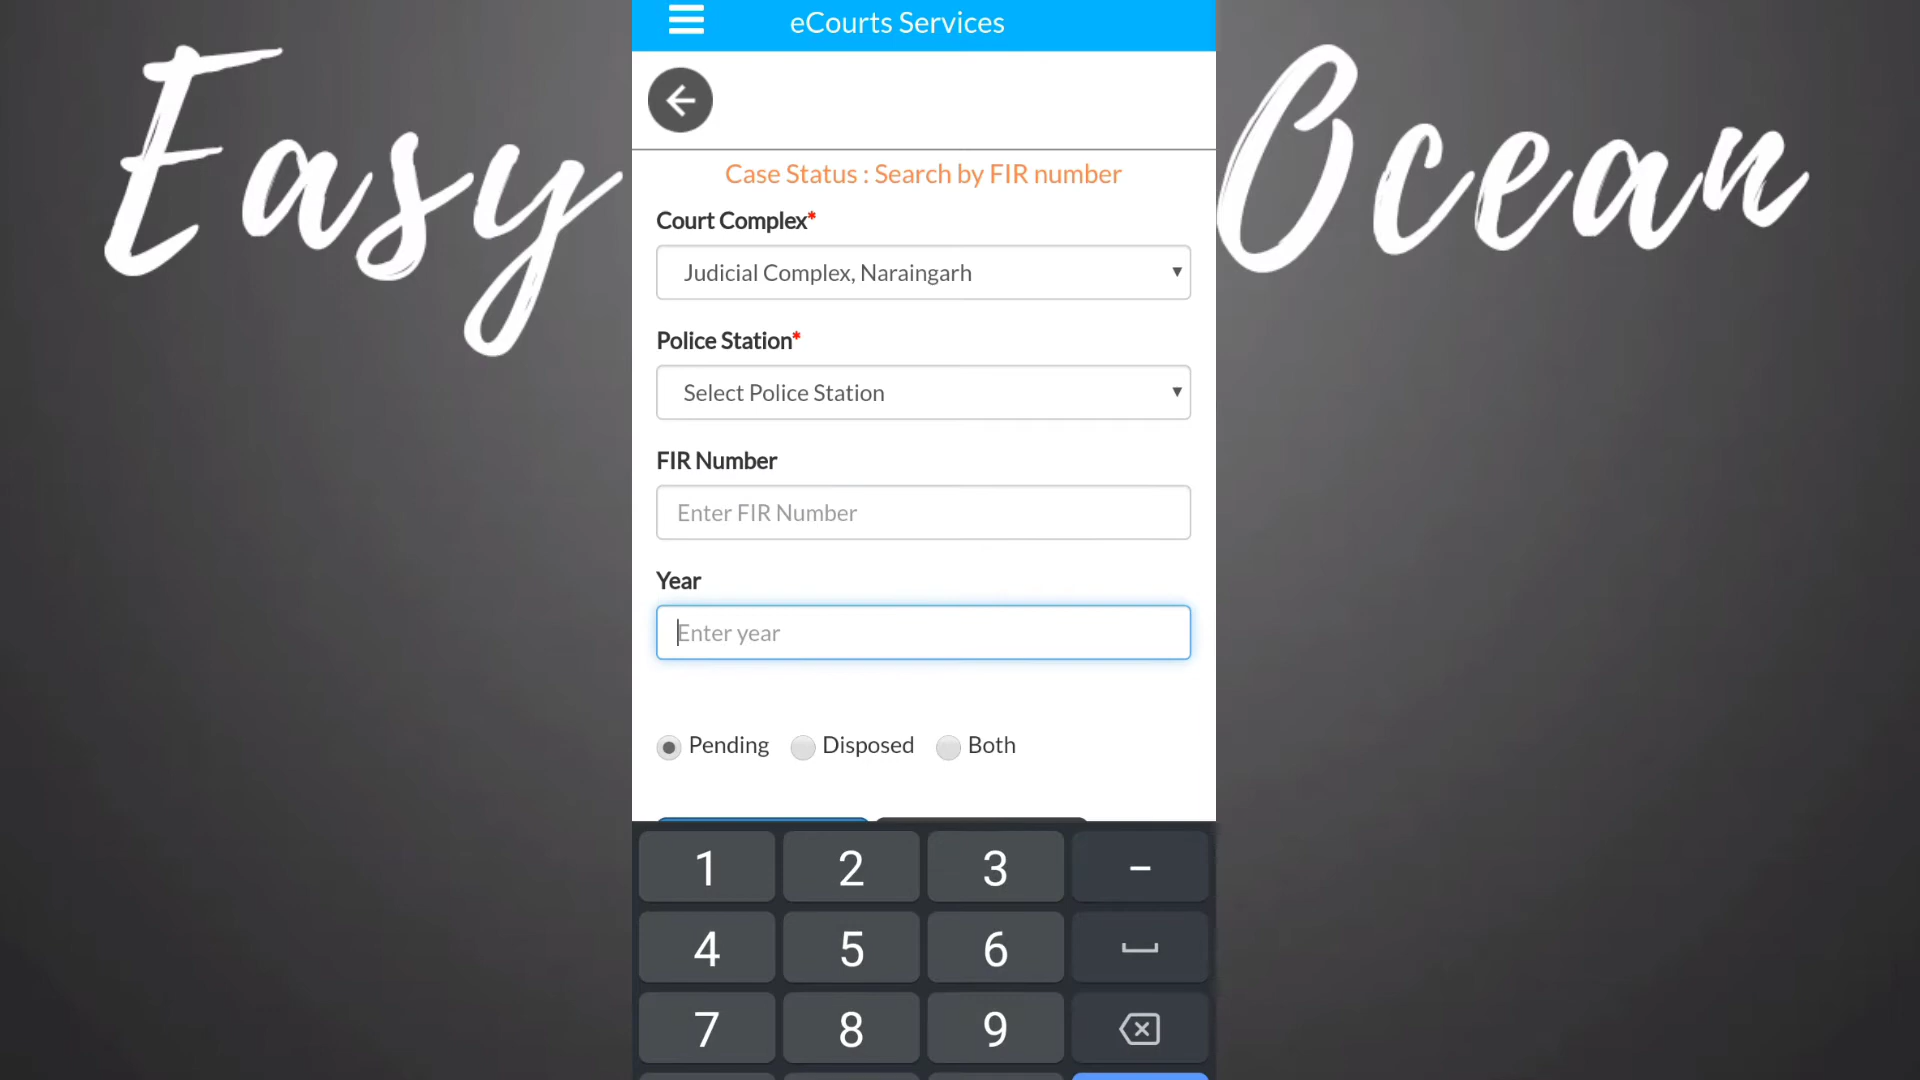 Easy Ocean
eCourts Services
Case Status : Search by FIR number
Court Complex*
Judicial Complex, Naraingarh
Police Station*
Select Police Station
FIR Number
Enter FIR Number
Year
Enter year
Pending Disposed Both
1 2 3 –
4 5 6
7 8 9